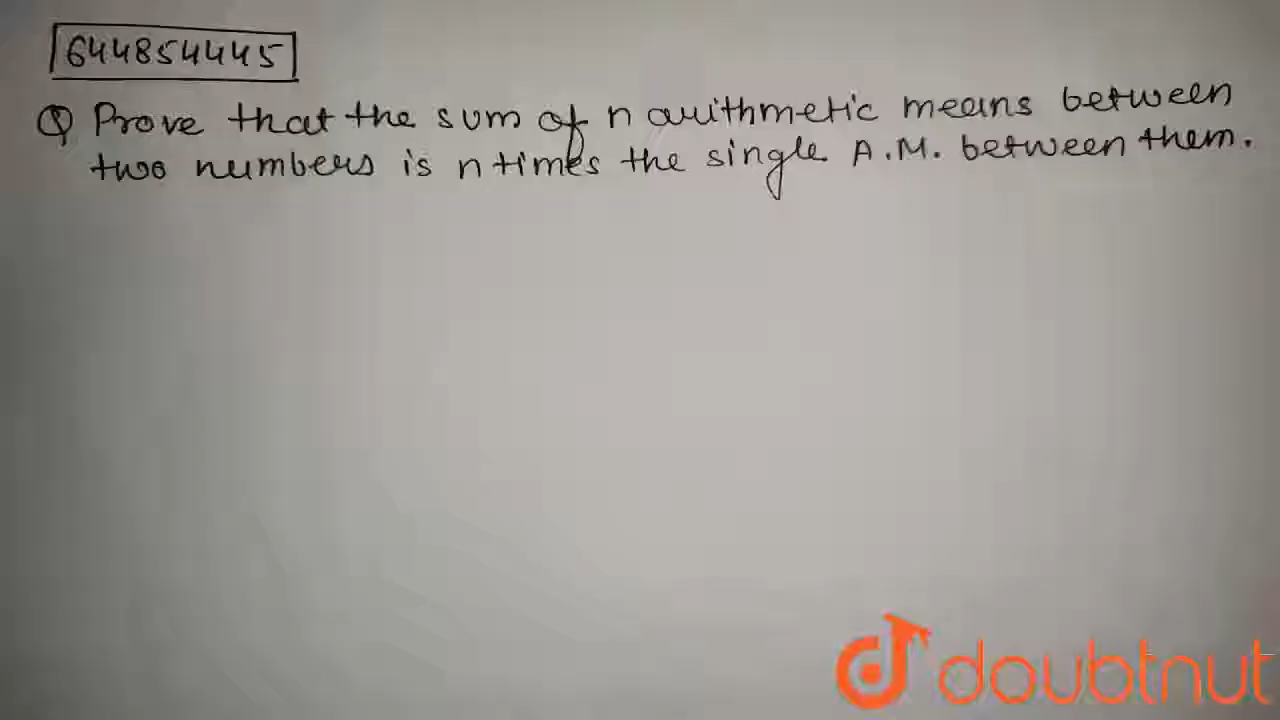 644854445
Q Prove that the sum of n arithmetic means between
two numbers is n times the single A.M. between them.
doubtnut